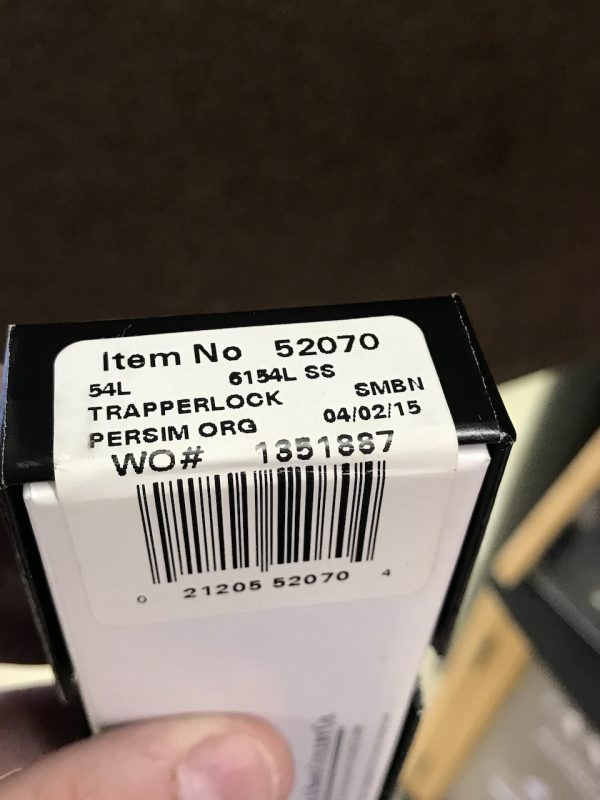 Item No 52070
54L 6154L SS
TRAPPERLOCK SMBN
PERSIM ORG 04/02/15
WO# 1351887
0 21205 52070 4